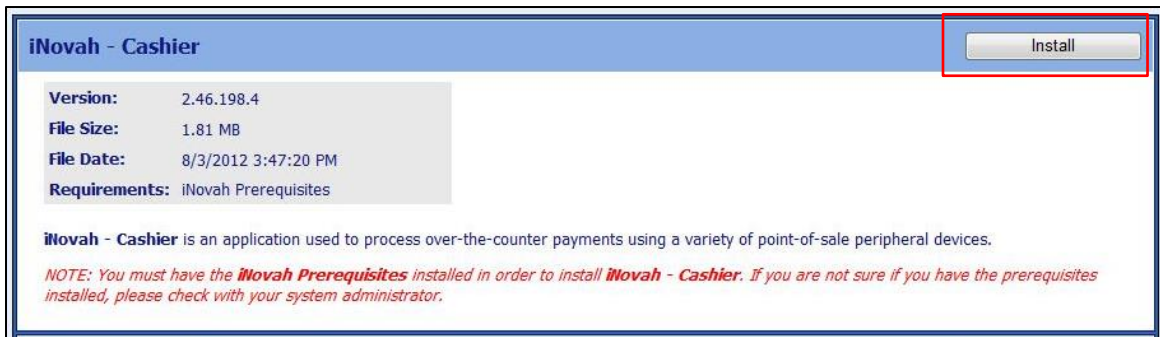 iNovah - Cashier
Install
Version: 2.46.198.4
File Size: 1.81 MB
File Date: 8/3/2012 3:47:20 PM
Requirements: iNovah Prerequisites
iNovah - Cashier is an application used to process over-the-counter payments using a variety of point-of-sale peripheral devices.
NOTE: You must have the iNovah Prerequisites installed in order to install iNovah - Cashier. If you are not sure if you have the prerequisites
installed, please check with your system administrator.